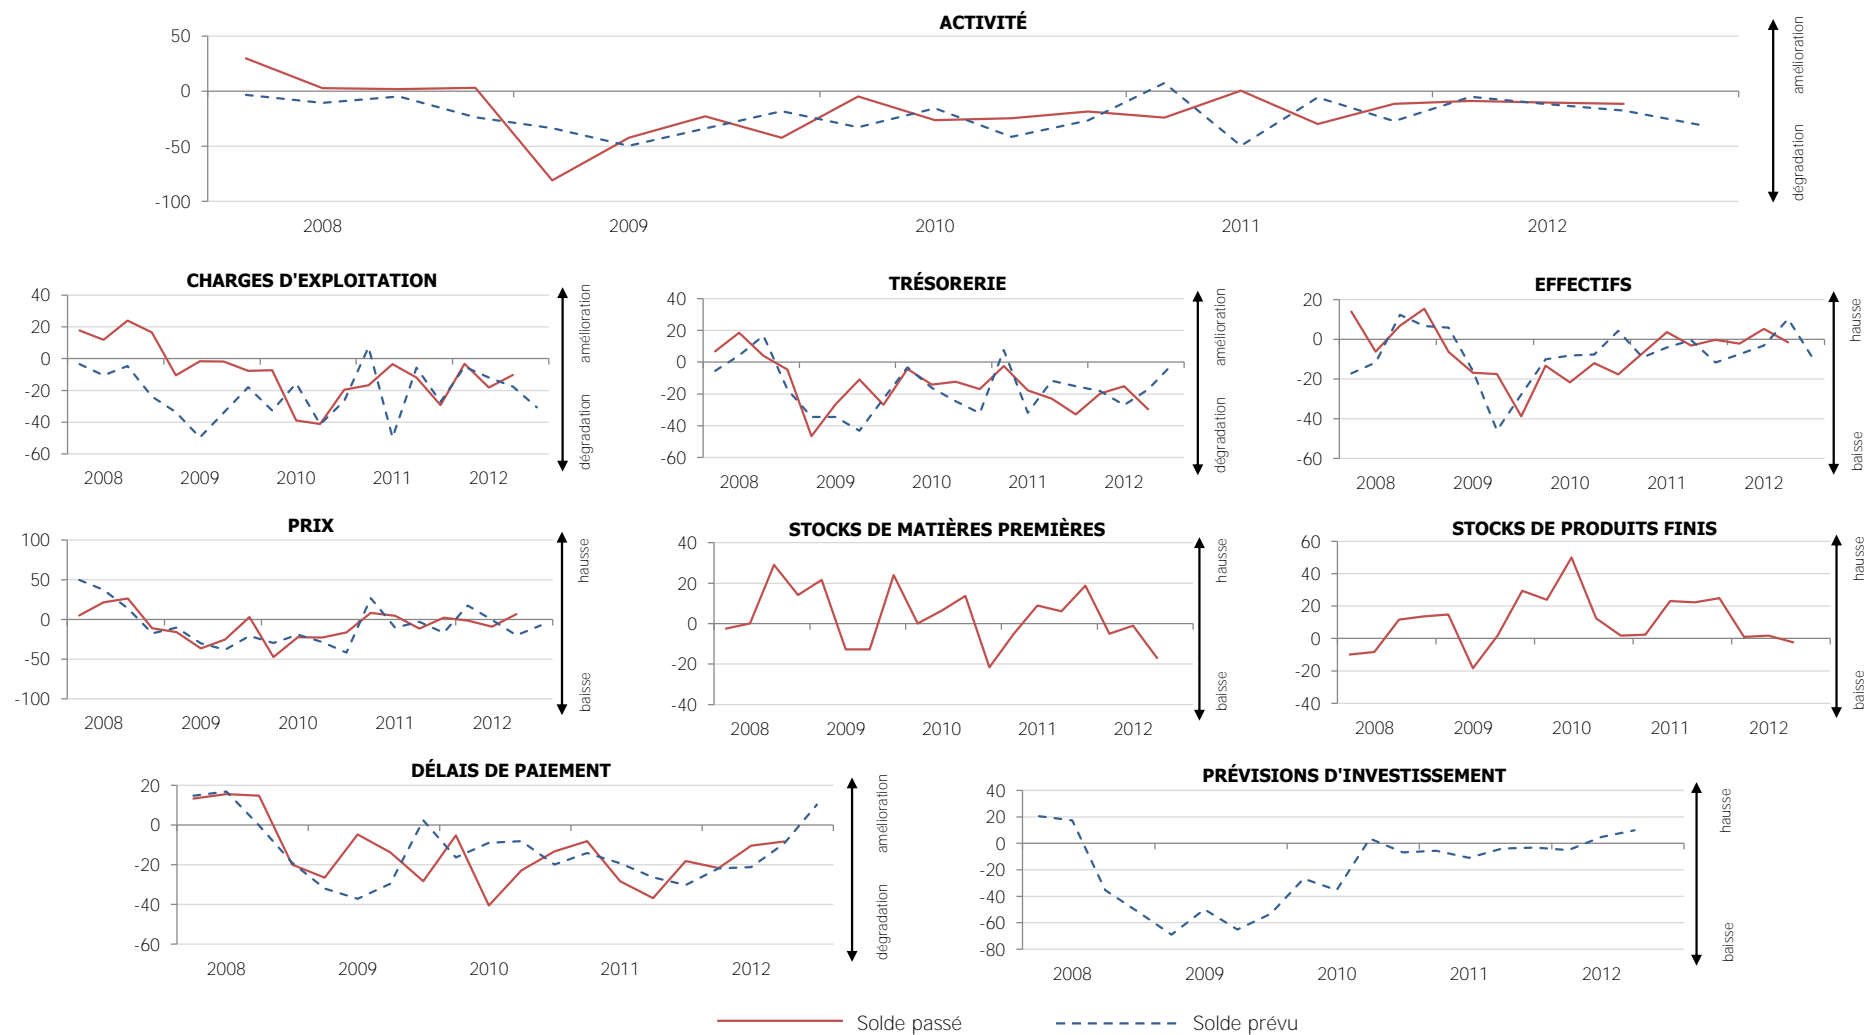 ACTIVITÉ
50
0
-50
-100
2008 2009 2010 2011 2012
amélioration
dégradation
CHARGES D'EXPLOITATION
40
20
0
-20
-40
-60
2008 2009 2010 2011 2012
amélioration
dégradation
TRÉSORERIE
40
20
0
-20
-40
-60
2008 2009 2010 2011 2012
amélioration
dégradation
EFFECTIFS
20
0
-20
-40
-60
2008 2009 2010 2011 2012
hausse
baisse
PRIX
100
50
0
-50
-100
2008 2009 2010 2011 2012
hausse
baisse
STOCKS DE MATIÈRES PREMIÈRES
40
20
0
-20
-40
2008 2009 2010 2011 2012
hausse
baisse
STOCKS DE PRODUITS FINIS
60
40
20
0
-20
-40
2008 2009 2010 2011 2012
hausse
baisse
DÉLAIS DE PAIEMENT
20
0
-20
-40
-60
2008 2009 2010 2011 2012
amélioration
dégradation
PRÉVISIONS D'INVESTISSEMENT
40
20
0
-20
-40
-60
-80
2008 2009 2010 2011 2012
hausse
baisse
Solde passé Solde prévu